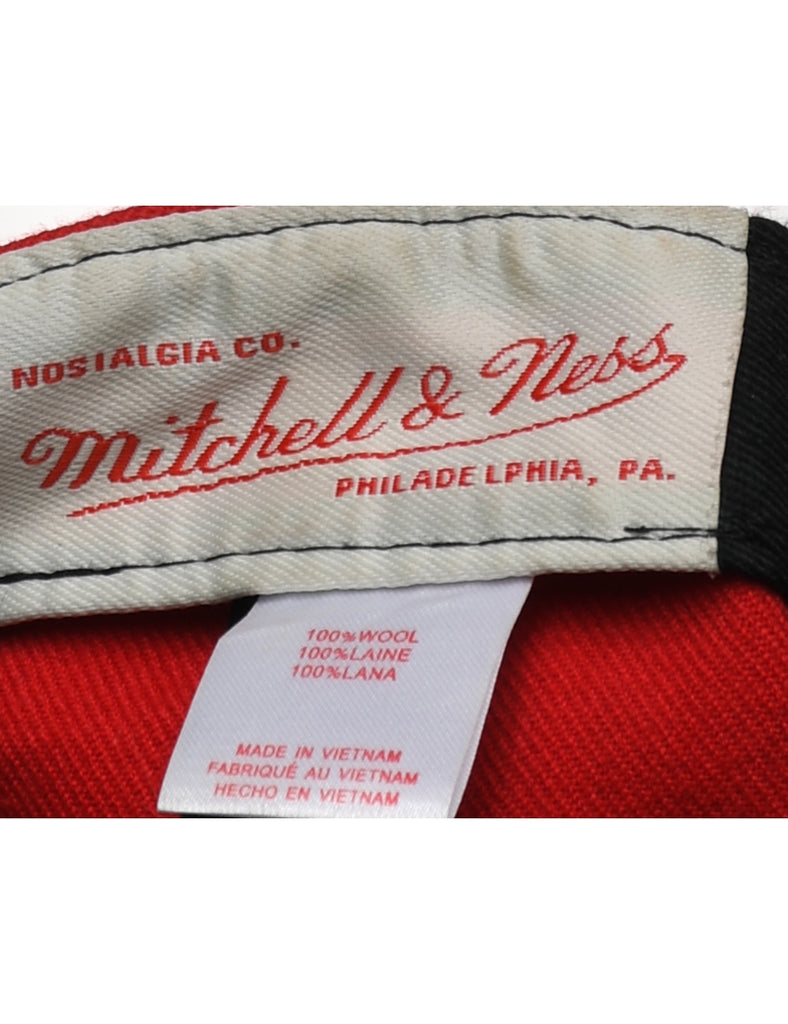 NOSTALGIA CO.
Mitchell & Ness
PHILADELPHIA, PA.
100%WOOL
100%LAINE
100%LANA
MADE IN VIETNAM
FABRIQUÉ AU VIETNAM
HECHO EN VIETNAM